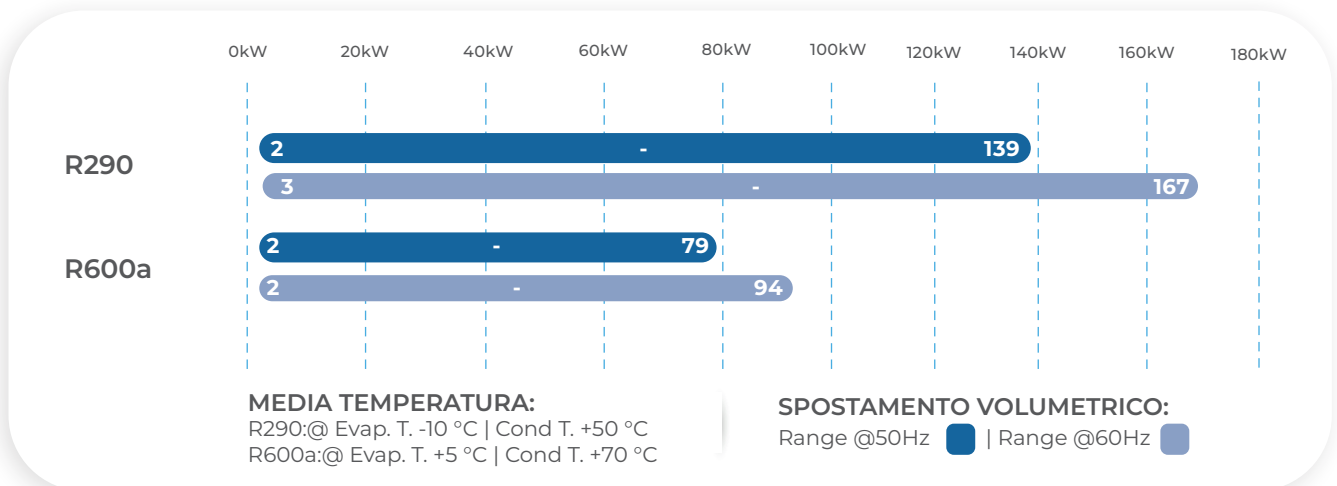 0kW 20kW 40kW 60kW 80kW 100kW 120kW 140kW 160kW 180kW
R290
2 - 139
3 - 167
R600a
2 - 79
2 - 94
MEDIA TEMPERATURA:
R290:@ Evap. T. -10 °C | Cond T. +50 °C
R600a:@ Evap. T. +5 °C | Cond T. +70 °C
SPOSTAMENTO VOLUMETRICO:
Range @50Hz | Range @60Hz